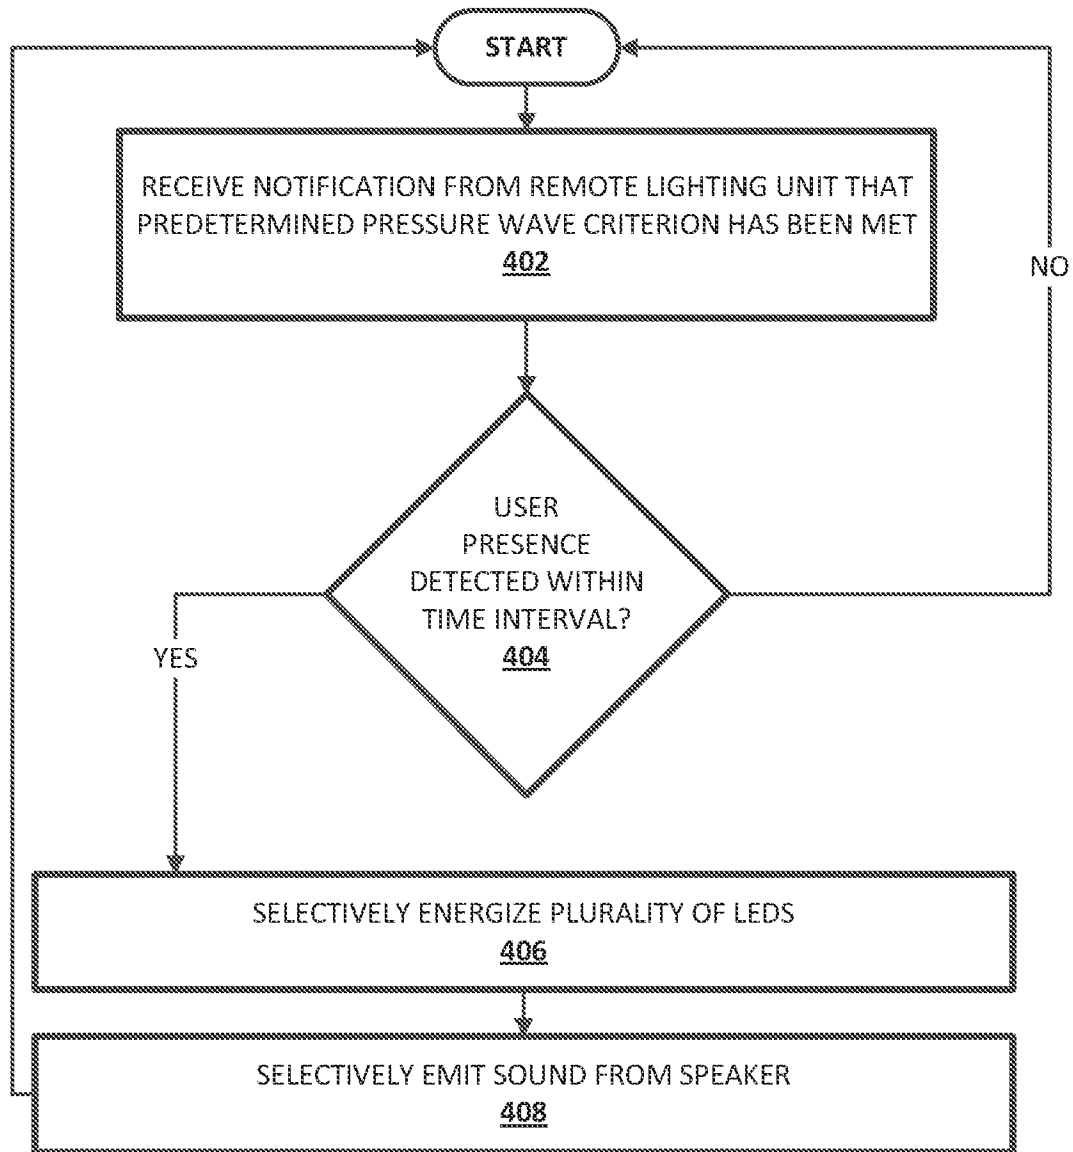 START
RECEIVE NOTIFICATION FROM REMOTE LIGHTING UNIT THAT
PREDETERMINED PRESSURE WAVE CRITERION HAS BEEN MET
402
NO
USER
PRESENCE
DETECTED WITHIN
TIME INTERVAL?
404
YES
SELECTIVELY ENERGIZE PLURALITY OF LEDS
406
SELECTIVELY EMIT SOUND FROM SPEAKER
408